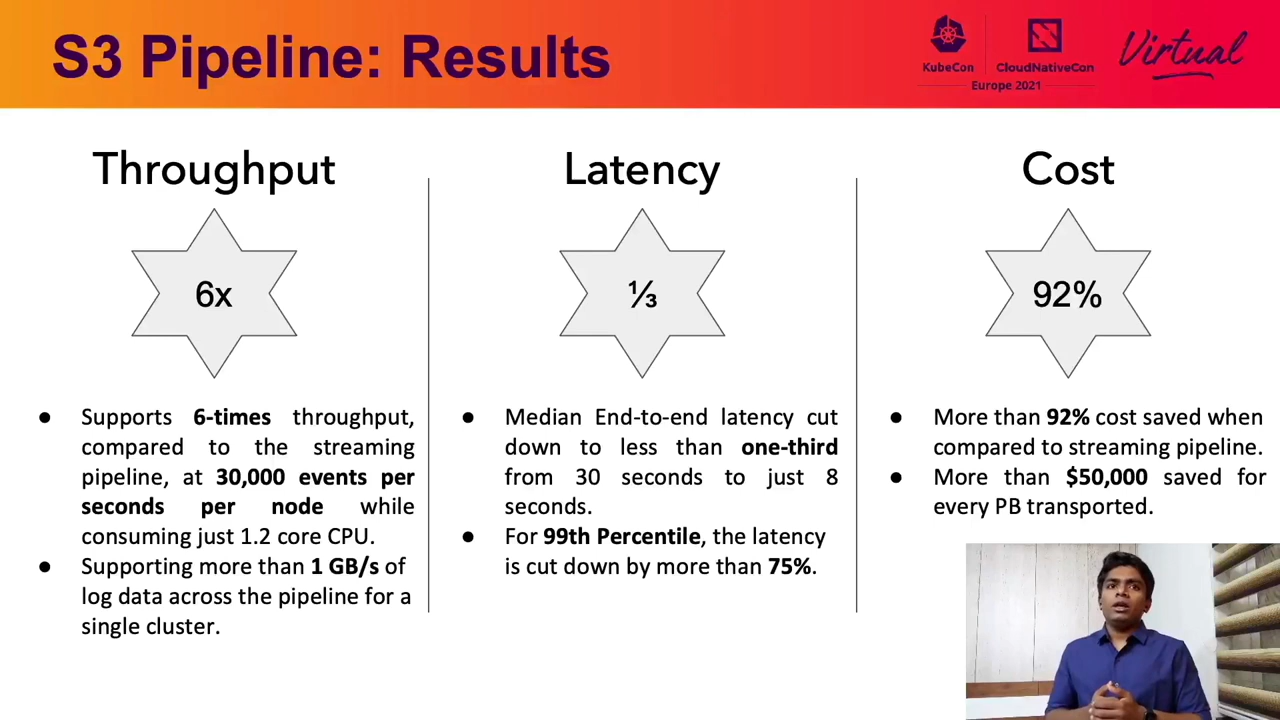 S3 Pipeline: Results
KubeCon
CloudNativeCon
Europe 2021
Virtual
Throughput
6x
● Supports 6-times throughput,
compared to the streaming
pipeline, at 30,000 events per
seconds per node while
consuming just 1.2 core CPU.
● Supporting more than 1 GB/s of
log data across the pipeline for a
single cluster.
Latency
⅓
● Median End-to-end latency cut
down to less than one-third
from 30 seconds to just 8
seconds.
● For 99th Percentile, the latency
is cut down by more than 75%.
Cost
92%
● More than 92% cost saved when
compared to streaming pipeline.
● More than $50,000 saved for
every PB transported.